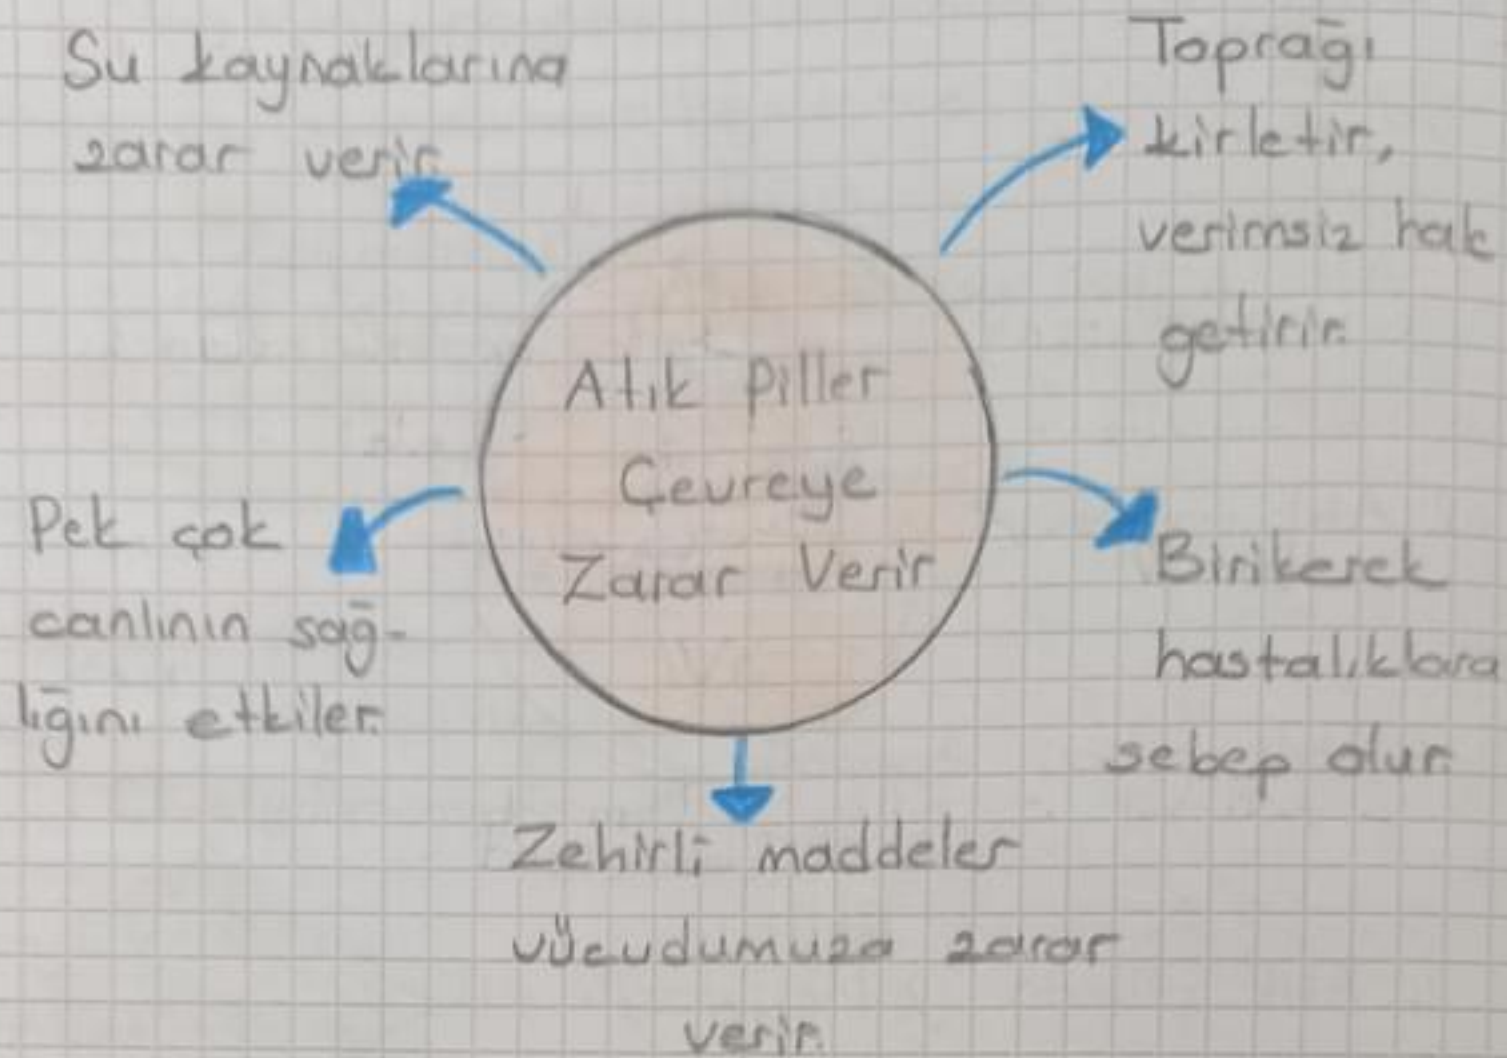 Su kaynaklarına
zarar verir.
Toprağı
kirletir,
verimsiz hale
getirir.
Atık Piller
Çevreye
Zarar Verir
Pek çok
canlının sağ-
lığını etkiler.
Birikerek
hastalıklara
sebep olur.
Zehirli maddeler
vücudumuza zarar
verir.